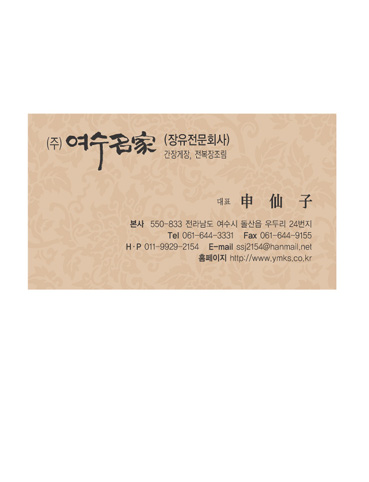 (주) 여수名家 (장유전문회사)
간장게장, 전복장조림
대표 申 仙 子
본사 550-833 전라남도 여수시 돌산읍 우두리 24번지
Tel 061-644-3331 Fax 061-644-9155
H·P 011-9929-2154 E-mail ssj2154@hanmail.net
홈페이지 http://www.ymks.co.kr